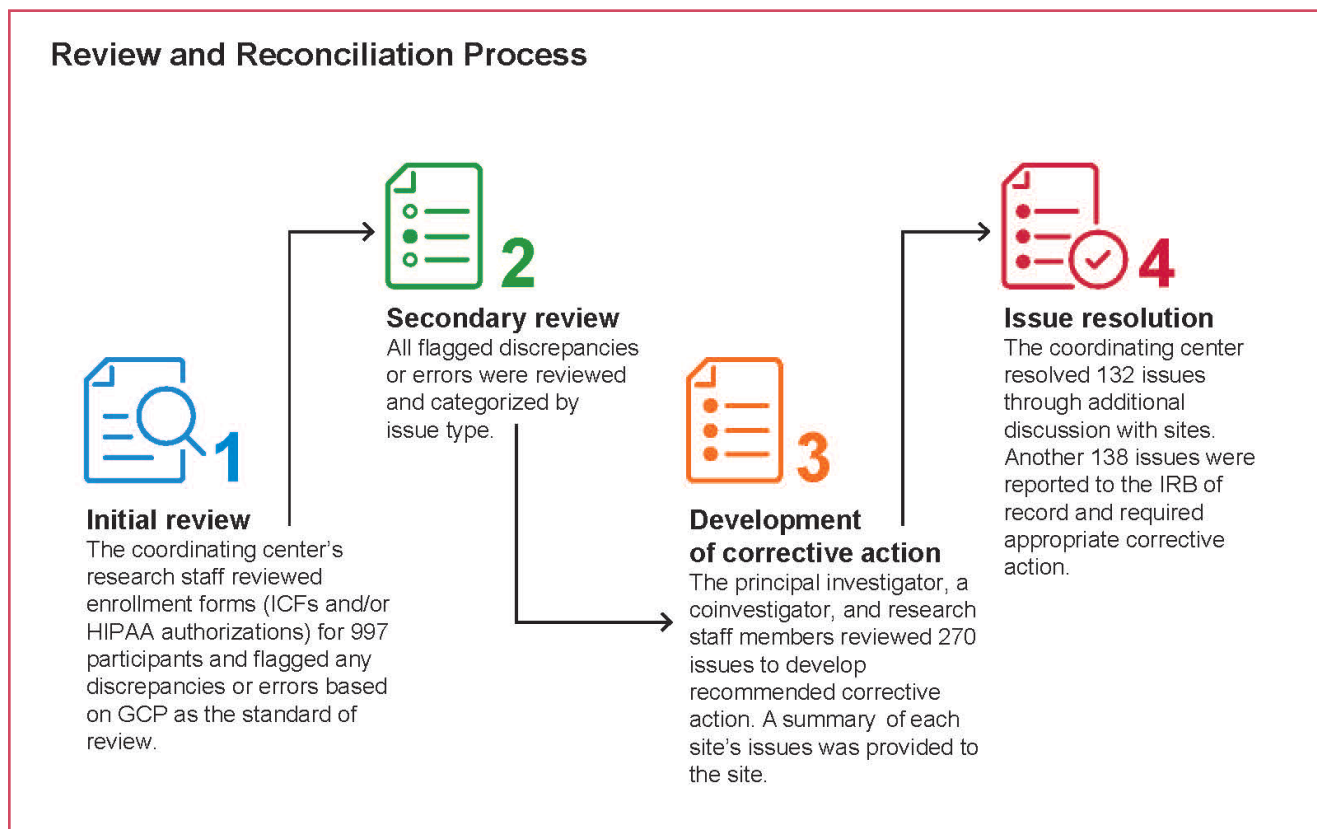 Review and Reconciliation Process
1
Initial review
The coordinating center's
research staff reviewed
enrollment forms (ICFs and/or
HIPAA authorizations) for 997
participants and flagged any
discrepancies or errors based
on GCP as the standard of
review.
2
Secondary review
All flagged discrepancies
or errors were reviewed
and categorized by
issue type.
3
Development
of corrective action
The principal investigator, a
coinvestigator, and research
staff members reviewed 270
issues to develop
recommended corrective
action. A summary of each
site's issues was provided to
the site.
4
Issue resolution
The coordinating center
resolved 132 issues
through additional
discussion with sites.
Another 138 issues were
reported to the IRB of
record and required
appropriate corrective
action.